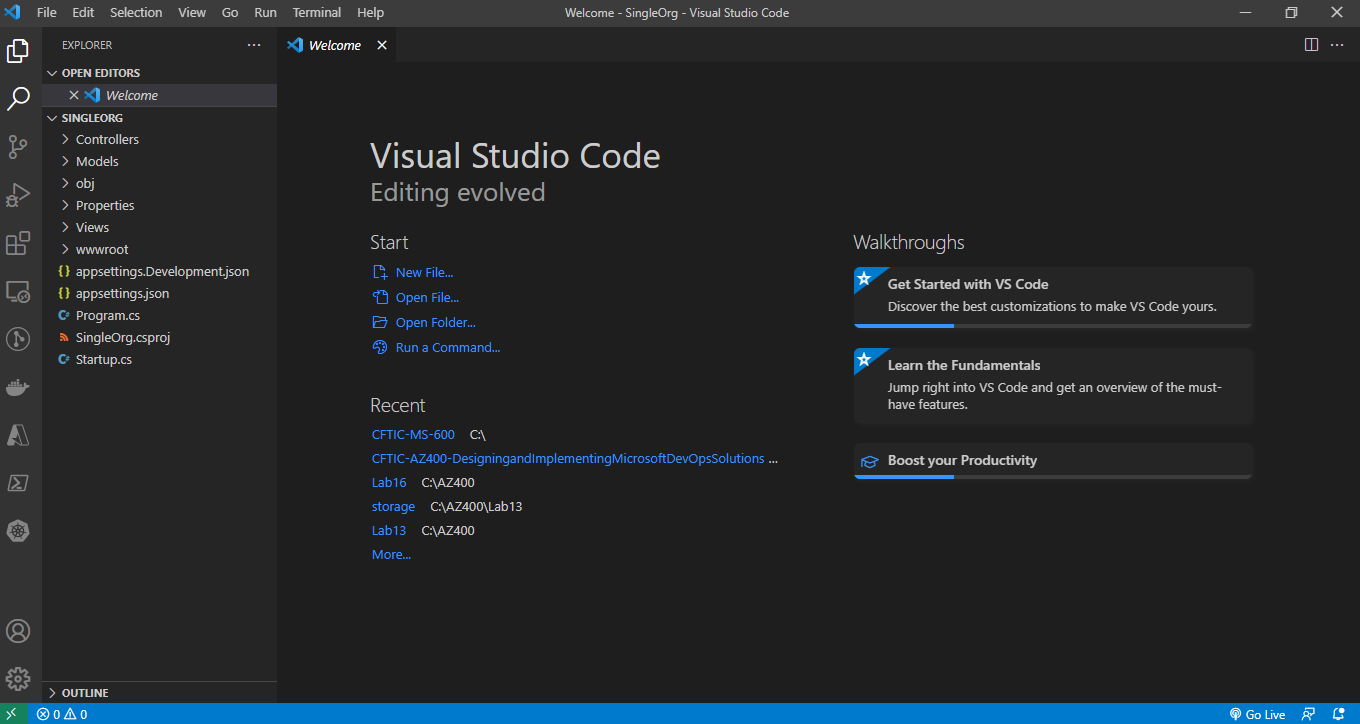 File Edit Selection View Go Run Terminal Help
Welcome - SingleOrg - Visual Studio Code
EXPLORER
OPEN EDITORS
Welcome
SINGLEORG
Controllers
Models
obj
Properties
Views
wwwroot
appsettings.Development.json
appsettings.json
Program.cs
SingleOrg.csproj
Startup.cs
OUTLINE
Welcome
Visual Studio Code
Editing evolved
Start
New File...
Open File...
Open Folder...
Run a Command...
Recent
CFTIC-MS-600 C:\
CFTIC-AZ400-DesigningandImplementingMicrosoftDevOpsSolutions ...
Lab16 C:\AZ400
storage C:\AZ400\Lab13
Lab13 C:\AZ400
More...
Walkthroughs
Get Started with VS Code
Discover the best customizations to make VS Code yours.
Learn the Fundamentals
Jump right into VS Code and get an overview of the must-
have features.
Boost your Productivity
0 0
Go Live